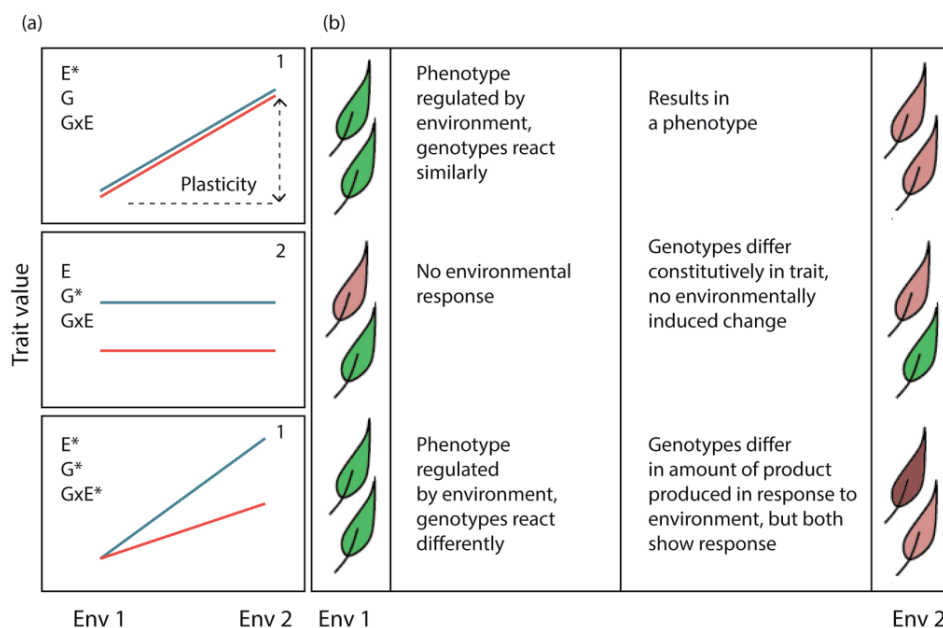 (a)
(b)
Trait value
E*
G
GxE
1
Plasticity
Phenotype
regulated by
environment,
genotypes react
similarly
Results in
a phenotype
E
G*
GxE
2
No environmental
response
Genotypes differ
constitutively in trait,
no environmentally
induced change
E*
G*
GxE*
1
Phenotype
regulated
by environment,
genotypes react
differently
Genotypes differ
in amount of product
produced in response to
environment, but both
show response
Env 1
Env 2
Env 1
Env 2